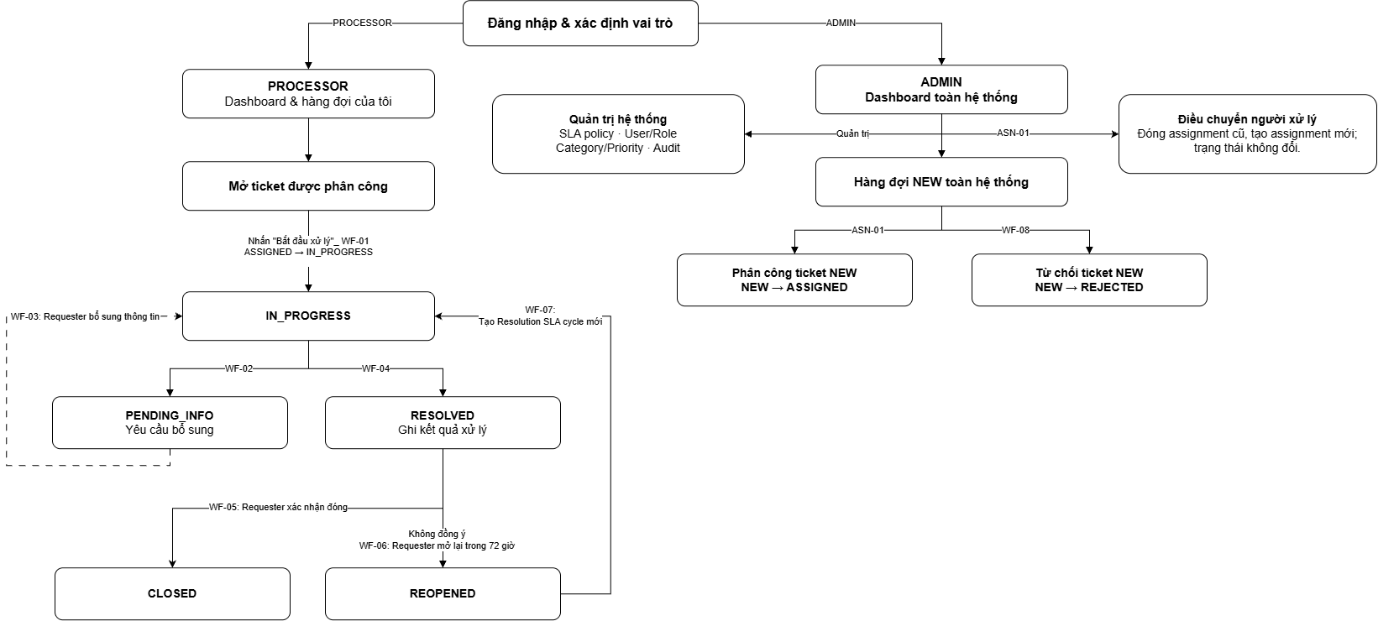 Đăng nhập & xác định vai trò
PROCESSOR
ADMIN
PROCESSOR
Dashboard & hàng đợi của tôi
ADMIN
Dashboard toàn hệ thống
Quản trị hệ thống
SLA policy · User/Role
Category/Priority · Audit
Quản trị
ASN-01
Điều chuyển người xử lý
Đóng assignment cũ, tạo assignment mới;
trạng thái không đổi.
Mở ticket được phân công
Hàng đợi NEW toàn hệ thống
Nhấn "Bắt đầu xử lý"_ WF-01
ASSIGNED → IN_PROGRESS
ASN-01
WF-08
Phân công ticket NEW
NEW → ASSIGNED
Từ chối ticket NEW
NEW → REJECTED
WF-03: Requester bổ sung thông tin
IN_PROGRESS
WF-07:
Tạo Resolution SLA cycle mới
WF-02
WF-04
PENDING_INFO
Yêu cầu bổ sung
RESOLVED
Ghi kết quả xử lý
WF-05: Requester xác nhận đóng
Không đồng ý
WF-06: Requester mở lại trong 72 giờ
CLOSED
REOPENED